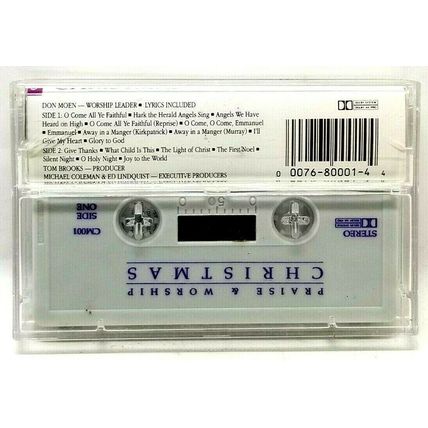 DON MOEN — WORSHIP LEADER ■ LYRICS INCLUDED
SIDE 1: O Come All Ye Faithful ■ Hark the Herald Angels Sing ■ Angels We Have
Heard on High ■ O Come All Ye Faithful (Reprise) ■ O Come, O Come, Emmanuel ■
Emmanuel ■ Away in a Manger (Kirkpatrick) ■ Away in a Manger (Murray) ■ I'll
Give My Heart ■ Glory to God
SIDE 2: Give Thanks ■ What Child Is This ■ The Light of Christ ■ The First Noel ■
Silent Night ■ O Holy Night ■ Joy to the World
TOM BROOKS — PRODUCER
MICHAEL COLEMAN & ED LINDQUIST — EXECUTIVE PRODUCERS
0 0076-80001-4 4
0 50
CM001
SIDE
ONE
STEREO
PRAISE & WORSHIP
CHRISTMAS